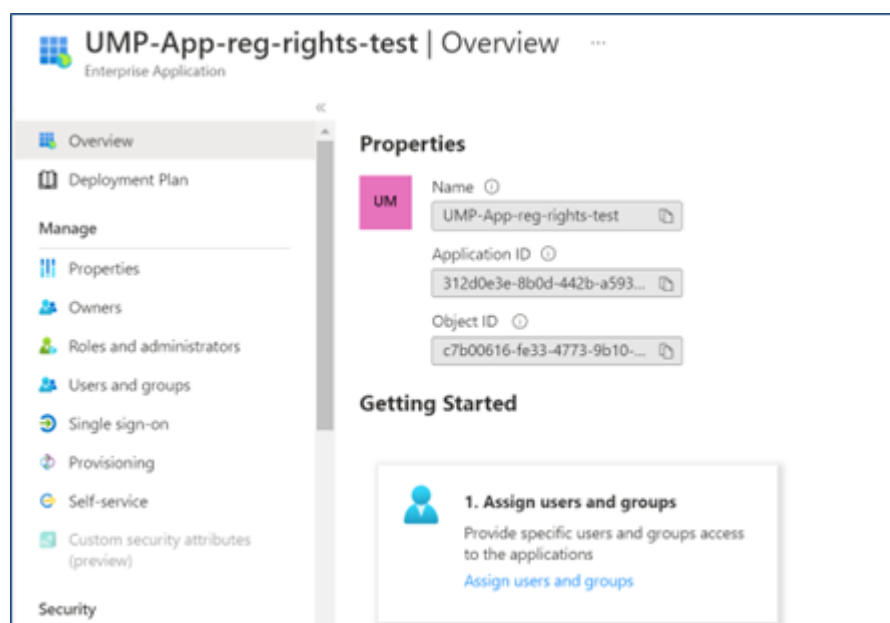 UMP-App-reg-rights-test | Overview ...
Enterprise Application
«
Overview
Deployment Plan
Manage
Properties
Owners
Roles and administrators
Users and groups
Single sign-on
Provisioning
Self-service
Custom security attributes
(preview)
Security
Properties
UM
Name
UMP-App-reg-rights-test
Application ID
312d0e3e-8b0d-442b-a593...
Object ID
c7b00616-fe33-4773-9b10-...
Getting Started
1. Assign users and groups
Provide specific users and groups access
to the applications
Assign users and groups